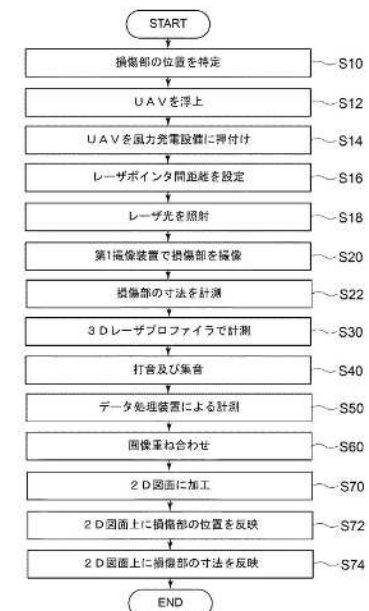 START
損傷部の位置を特定 S10
UAVを浮上 S12
UAVを風力発電設備に押付け S14
レーザポインタ間距離を設定 S16
レーザ光を照射 S18
第1撮像装置で損傷部を撮像 S20
損傷部の寸法を計測 S22
3Dレーザプロファイラで計測 S30
打音及び集音 S40
データ処理装置による計測 S50
画像重ね合わせ S60
2D図面に加工 S70
2D図面上に損傷部の位置を反映 S72
2D図面上に損傷部の寸法を反映 S74
END